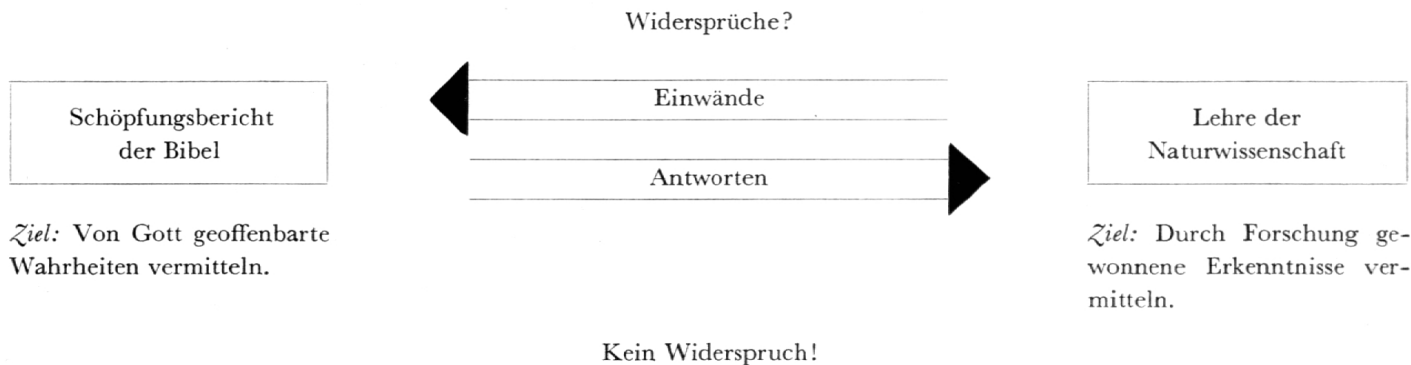 Widersprüche?
Schöpfungsbericht
der Bibel
Einwände
Antworten
Lehre der
Naturwissenschaft
Ziel: Von Gott geoffenbarte
Wahrheiten vermitteln.
Ziel: Durch Forschung ge-
wonnene Erkenntnisse ver-
mitteln.
Kein Widerspruch!